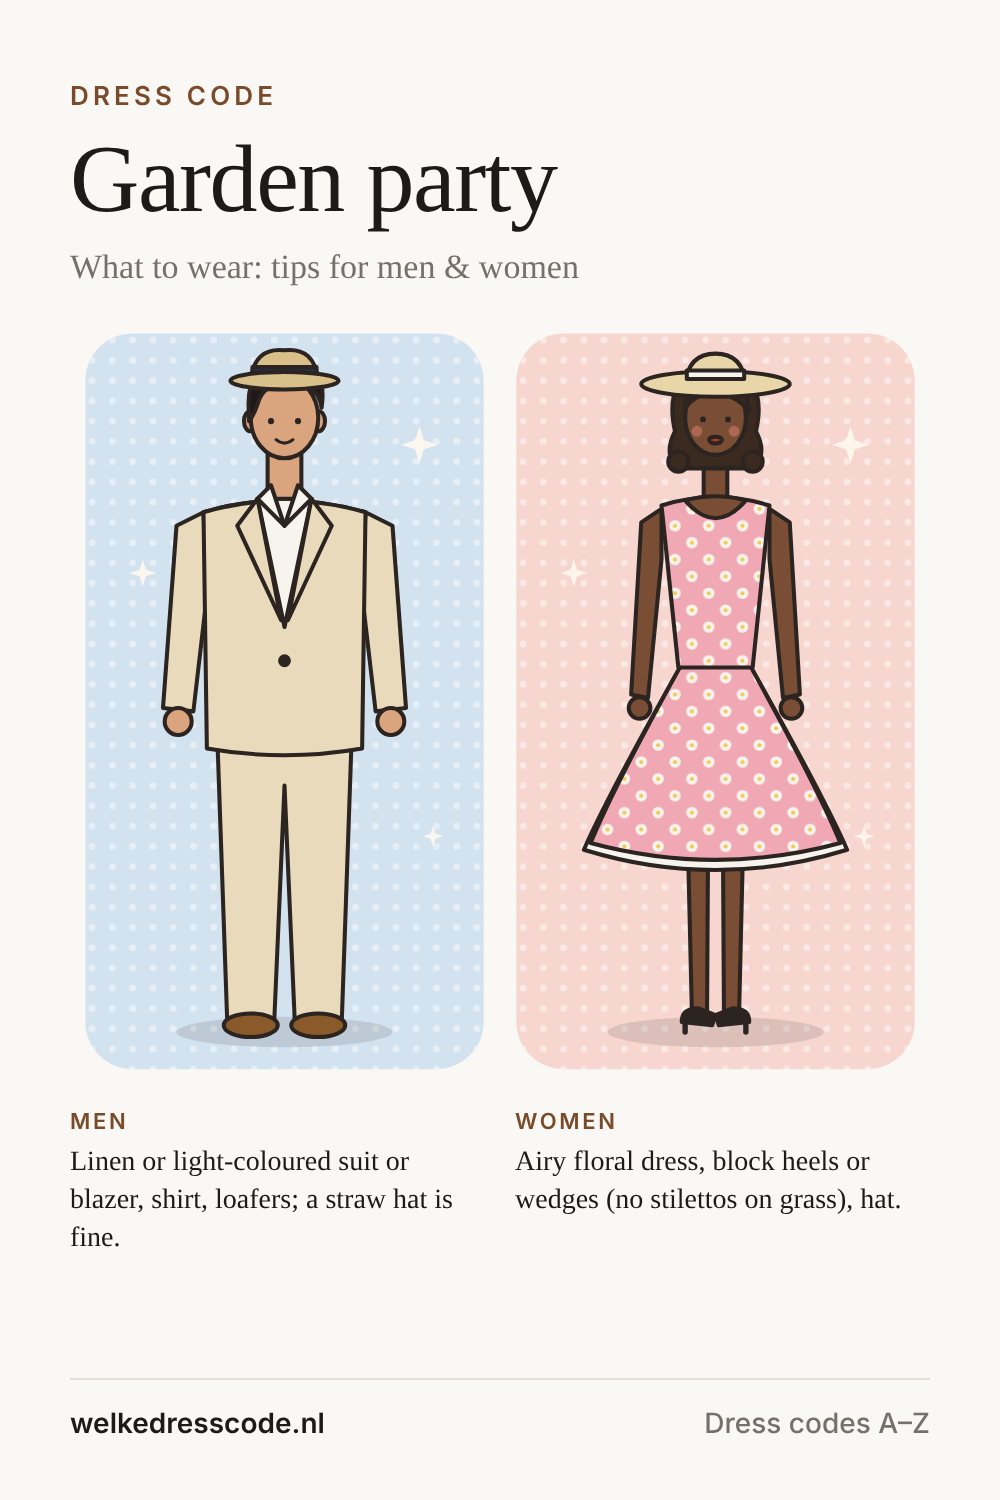 DRESS CODE
Garden party
What to wear: tips for men & women
MEN
Linen or light-coloured suit or
blazer, shirt, loafers; a straw hat is
fine.
WOMEN
Airy floral dress, block heels or
wedges (no stilettos on grass), hat.
welkedresscode.nl
Dress codes A–Z